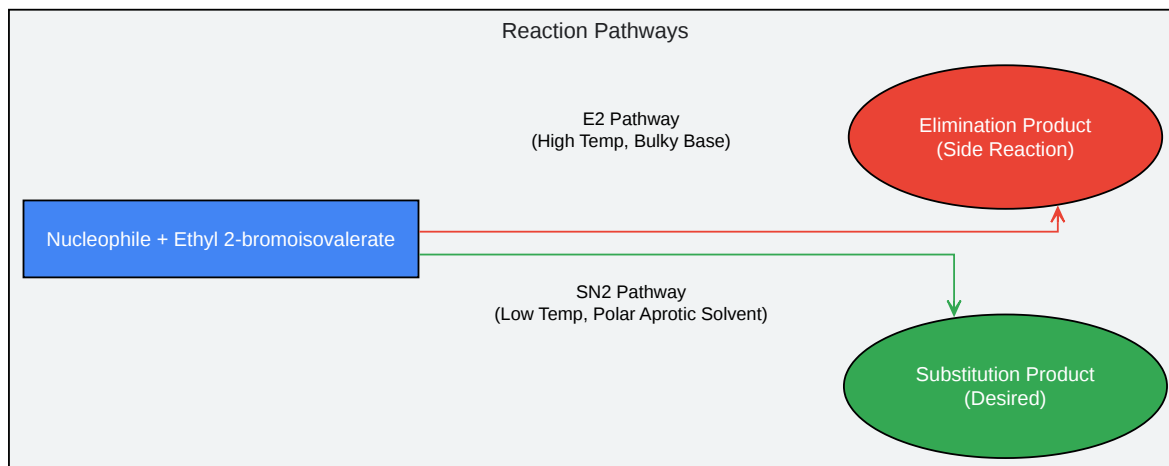 Reaction Pathways
E2 Pathway
(High Temp, Bulky Base)
Elimination Product
(Side Reaction)
Nucleophile + Ethyl 2-bromoisovalerate
SN2 Pathway
(Low Temp, Polar Aprotic Solvent)
Substitution Product
(Desired)